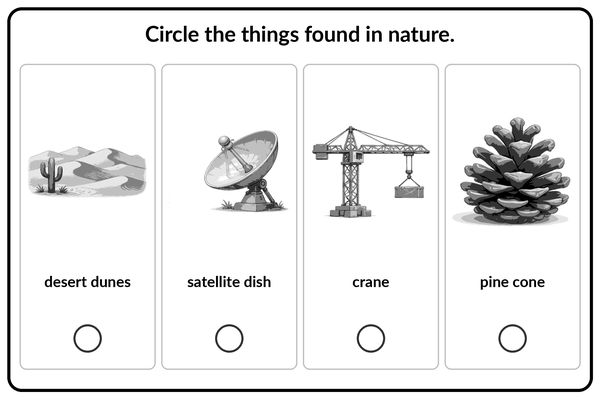 Circle the things found in nature.
desert dunes
satellite dish
crane
pine cone